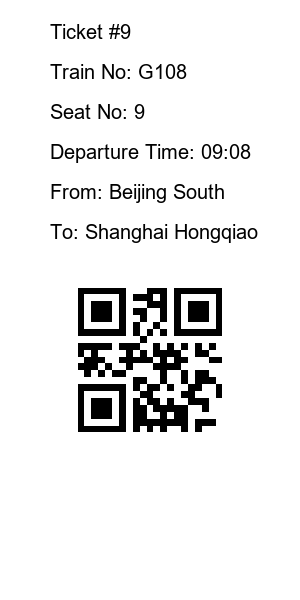 Ticket #9
Train No: G108
Seat No: 9
Departure Time: 09:08
From: Beijing South
To: Shanghai Hongqiao